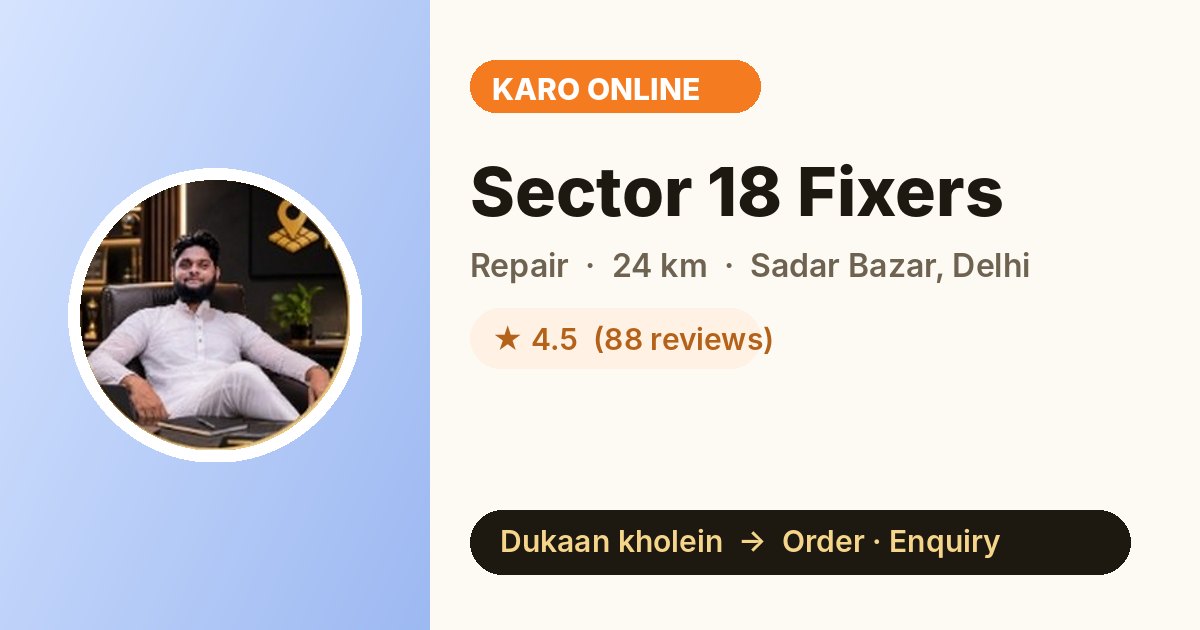 KARO ONLINE
Sector 18 Fixers
Repair · 24 km · Sadar Bazar, Delhi
★ 4.5 (88 reviews)
Dukaan kholein → Order · Enquiry